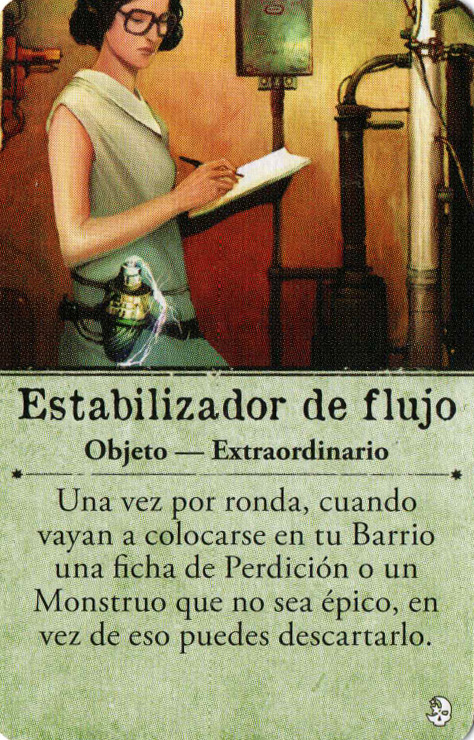 Estabilizador de flujo
Objeto — Extraordinario
Una vez por ronda, cuando
vayan a colocarse en tu Barrio
una ficha de Perdición o un
Monstruo que no sea épico, en
vez de eso puedes descartarlo.